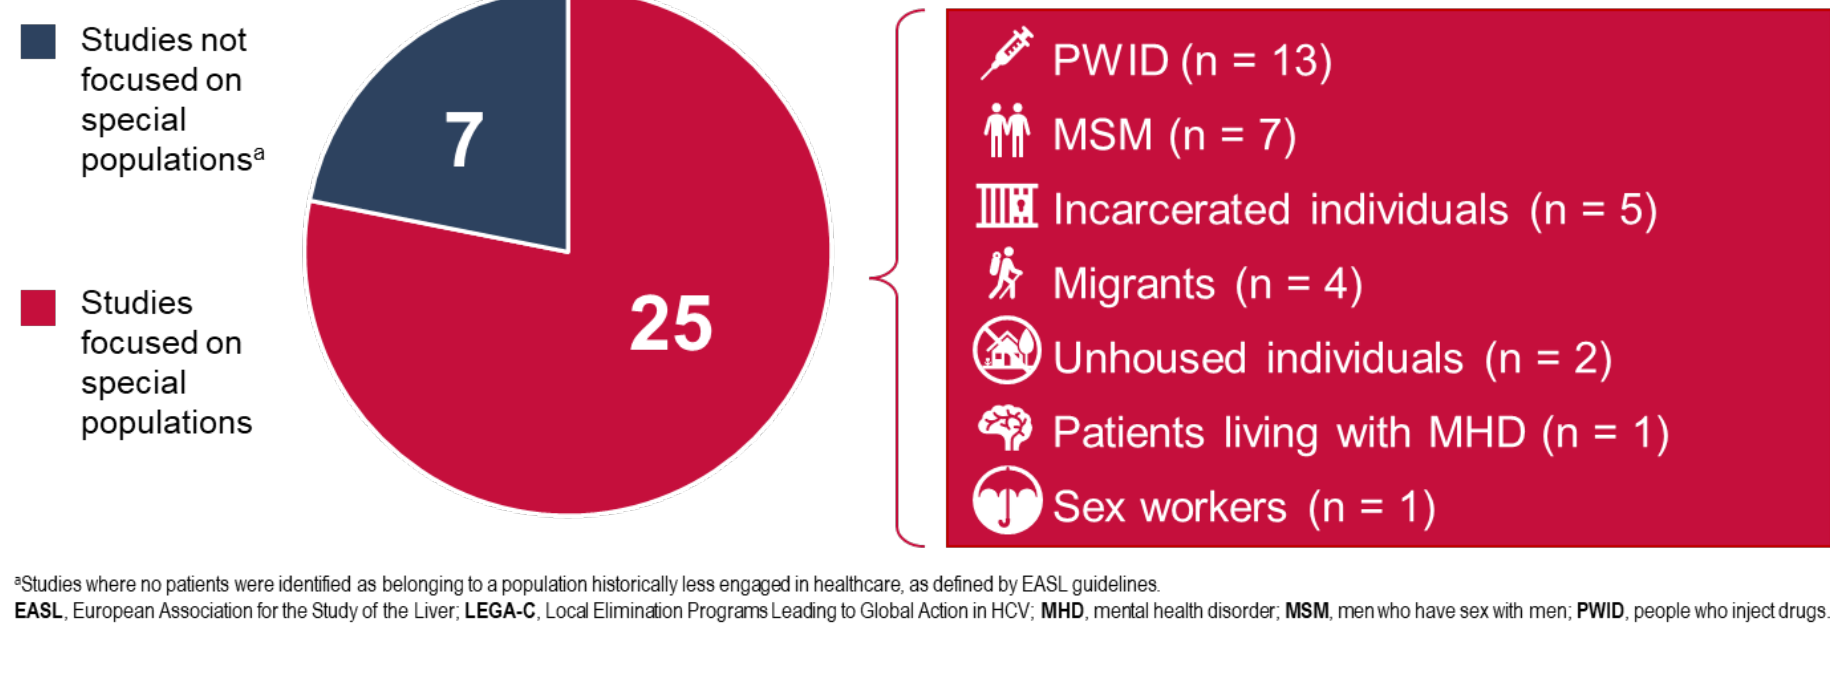 Studies not
focused on
special
populationsᵃ
7
Studies
focused on
special
populations
25
PWID (n = 13)
MSM (n = 7)
Incarcerated individuals (n = 5)
Migrants (n = 4)
Unhoused individuals (n = 2)
Patients living with MHD (n = 1)
Sex workers (n = 1)
ᵃStudies where no patients were identified as belonging to a population historically less engaged in healthcare, as defined by EASL guidelines.
EASL, European Association for the Study of the Liver; LEGA-C, Local Elimination Programs Leading to Global Action in HCV; MHD, mental health disorder; MSM, men who have sex with men; PWID, people who inject drugs.